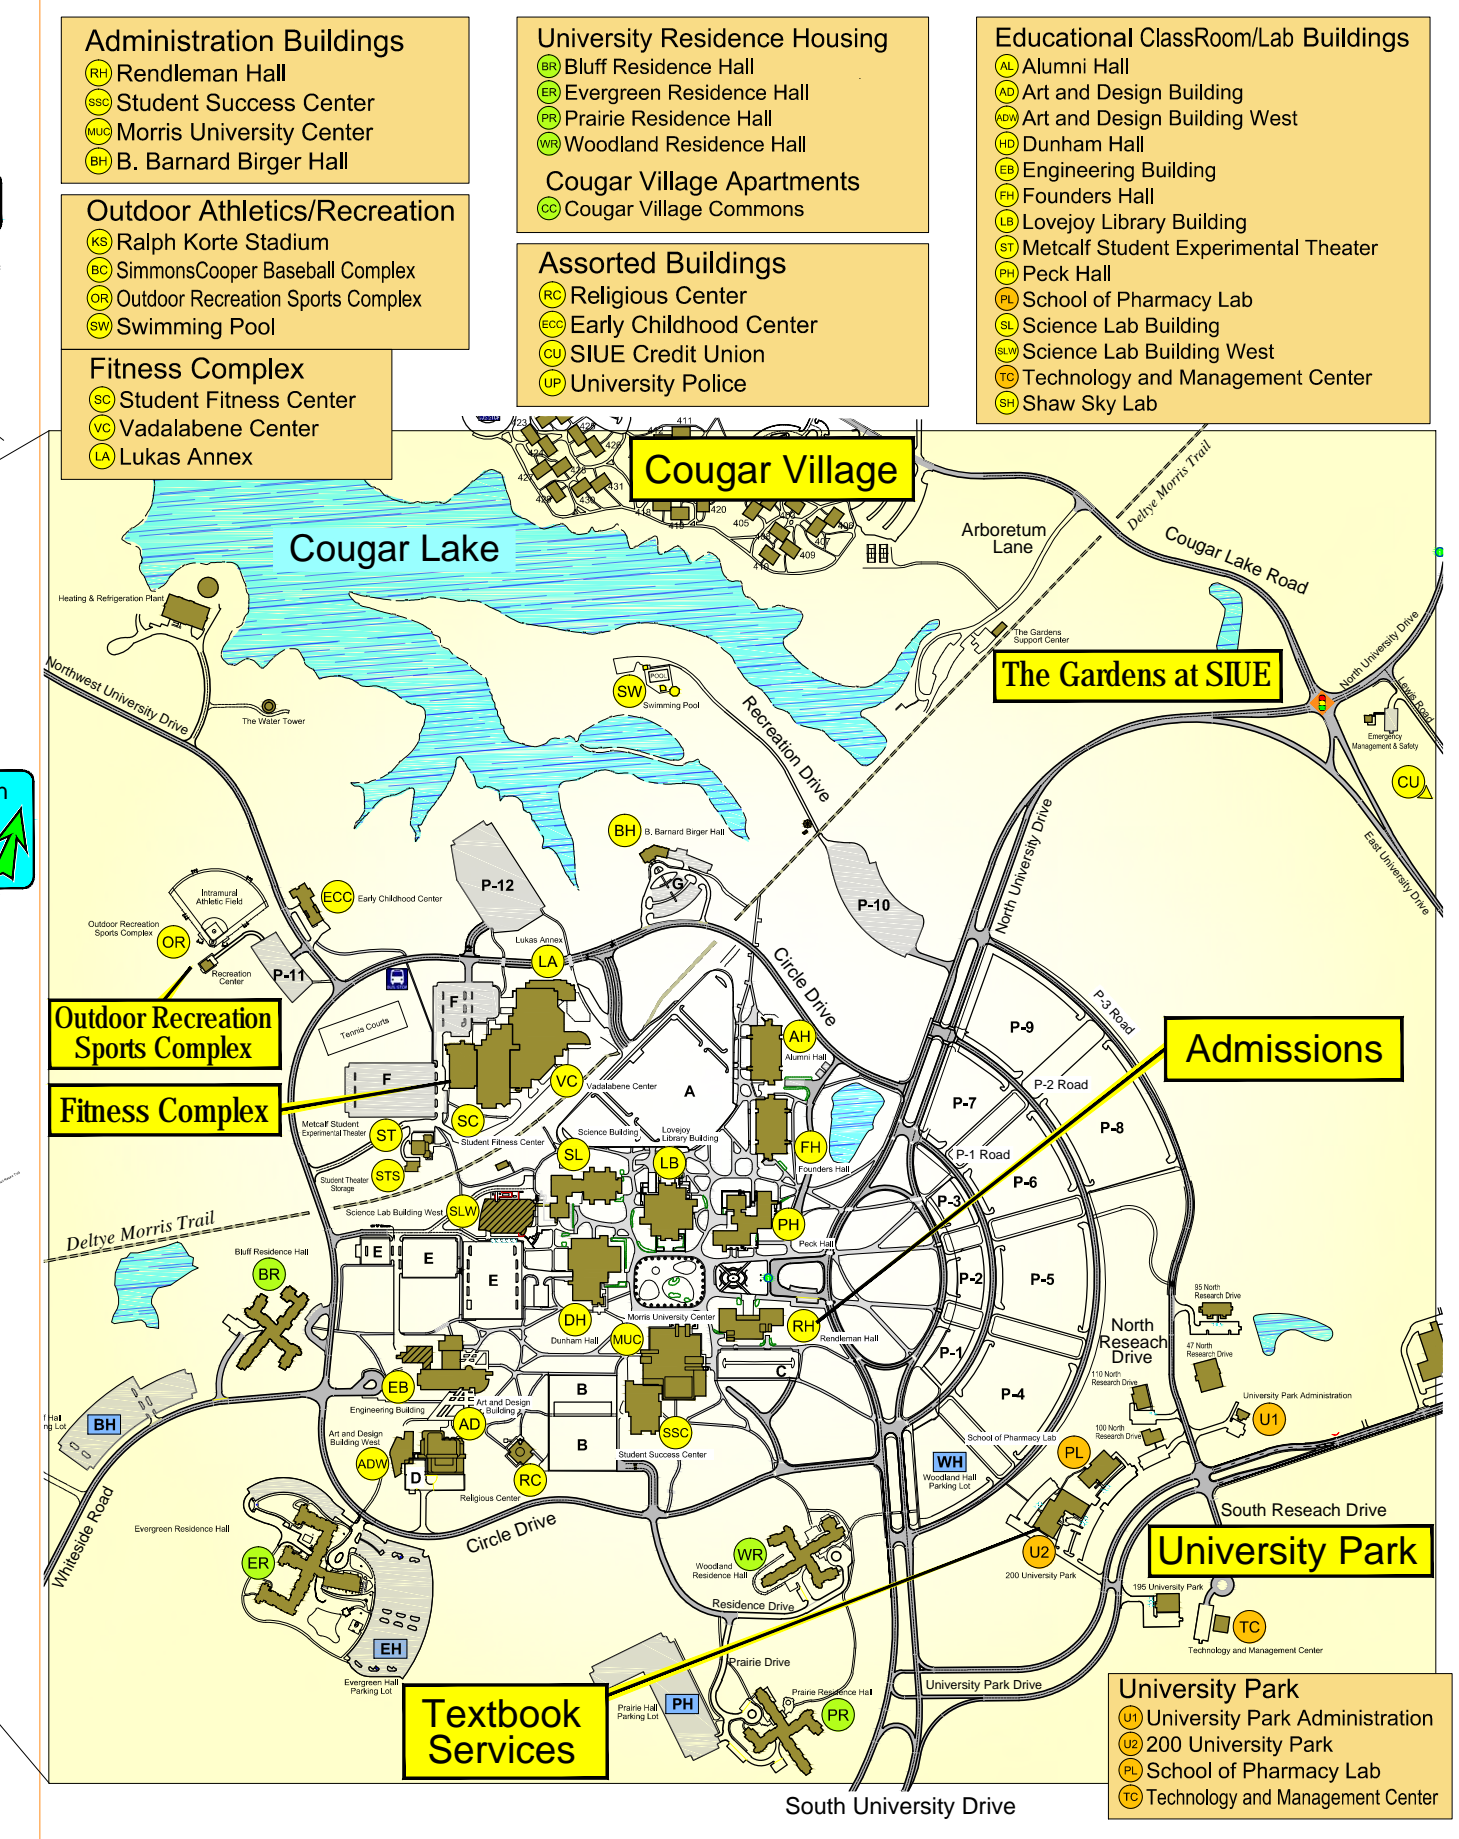 Administration Buildings
RH Rendleman Hall
SSC Student Success Center
MUC Morris University Center
BH B. Barnard Birger Hall
Outdoor Athletics/Recreation
KS Ralph Korte Stadium
BC SimmonsCooper Baseball Complex
OR Outdoor Recreation Sports Complex
SW Swimming Pool
Fitness Complex
SC Student Fitness Center
VC Vadalabene Center
LA Lukas Annex
University Residence Housing
BR Bluff Residence Hall
ER Evergreen Residence Hall
PR Prairie Residence Hall
WR Woodland Residence Hall
Cougar Village Apartments
CC Cougar Village Commons
Assorted Buildings
RC Religious Center
ECC Early Childhood Center
CU SIUE Credit Union
UP University Police
Educational ClassRoom/Lab Buildings
AL Alumni Hall
AD Art and Design Building
ADW Art and Design Building West
HD Dunham Hall
EB Engineering Building
FH Founders Hall
LB Lovejoy Library Building
ST Metcalf Student Experimental Theater
PH Peck Hall
PL School of Pharmacy Lab
SL Science Lab Building
SLW Science Lab Building West
TC Technology and Management Center
SH Shaw Sky Lab
411
431
420
405
407
409
Cougar Village
Cougar Lake
Arboretum
Lane
Deltye Morris Trail
Cougar Lake Road
Heating & Refrigeration Plant
The Gardens
Support Center
The Gardens at SIUE
North University Drive
Lewis Road
Northwest University Drive
The Water Tower
SW
POOL
Swimming Pool
Recreation Drive
Emergency
Management & Safety
CU
East University Drive
North University Drive
BH
B. Barnard Birger Hall
G
P-12
P-10
Intramural
Athletic Field
ECC
Early Childhood Center
Outdoor Recreation
Sports Complex
OR
Recreation
Center
P-11
Lukas Annex
LA
Circle Drive
P-3 Road
Outdoor Recreation
Sports Complex
Tennis Courts
F
F
P-9
Admissions
AH
Alumni Hall
Fitness Complex
VC
Vadalabene Center
A
P-2 Road
P-7
P-8
SC
Student Fitness Center
Metcalf Student
Experimental Theater
ST
Science Building
Lovejoy
Library Building
SL
LB
FH
Founders Hall
P-1 Road
P-6
STS
Student Theater
Storage
P-3
Science Lab Building West
SLW
PH
Peck Hall
Deltye Morris Trail
Bluff Residence Hall
BR
E
E
E
P-2
P-5
95 North
Research Drive
DH
Dunham Hall
Morris University Center
MUC
RH
Rendleman Hall
North
Reseach
Drive
47 North
Research Drive
P-1
C
P-4
110 North
Research Drive
University Park Administration
U1
EB
Engineering Building
B
B
Art and Design
Building
AD
Art and Design
Building West
ADW
D
RC
Religious Center
SSC
Student Success Center
School of Pharmacy Lab
PL
100 North
Research Drive
BH
WH
Woodland Hall
Parking Lot
Whiteside Road
South Reseach Drive
Evergreen Residence Hall
ER
Circle Drive
WR
Woodland
Residence Hall
U2
200 University Park
University Park
195 University Park
Residence Drive
TC
Technology and Management Center
EH
Evergreen Hall
Parking Lot
Prairie Drive
University Park Drive
Textbook
Services
Prairie Hall
Parking Lot
PH
Prairie Residence Hall
PR
University Park
U1 University Park Administration
U2 200 University Park
PL School of Pharmacy Lab
TC Technology and Management Center
South University Drive